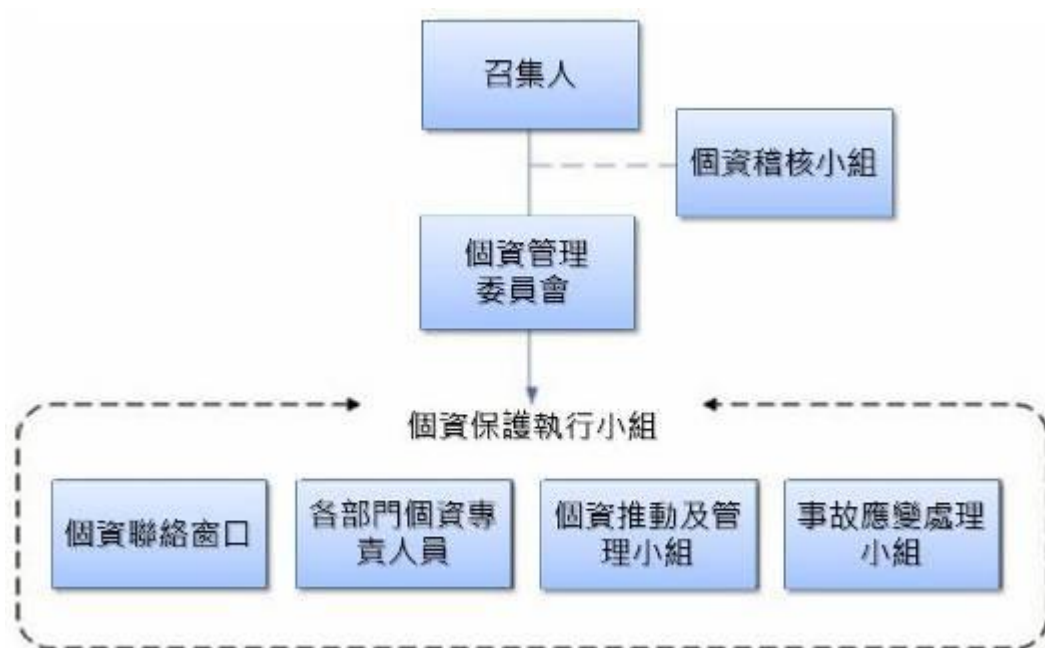 召集人
個資稽核小組
個資管理
委員會
個資保護執行小組
個資聯絡窗口
各部門個資專
責人員
個資推動及管
理小組
事故應變處理
小組